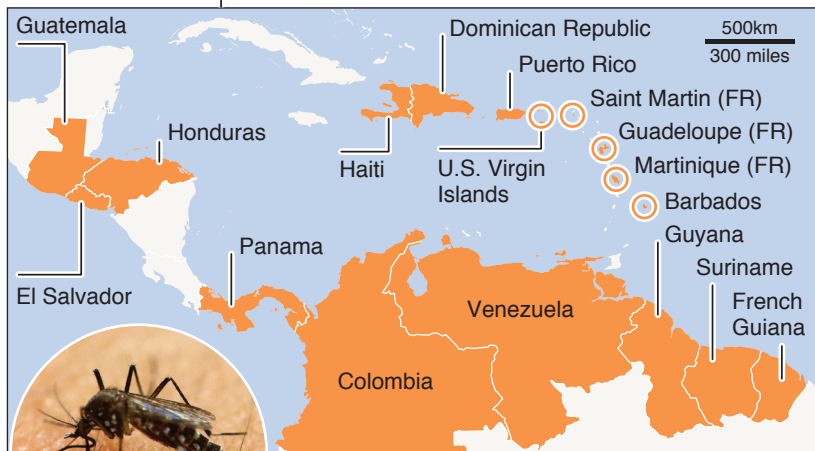 Guatemala
Dominican Republic
500km
300 miles
Puerto Rico
Saint Martin (FR)
Honduras
Guadeloupe (FR)
Haiti
U.S. Virgin
Islands
Martinique (FR)
Barbados
Guyana
Panama
Suriname
El Salvador
Venezuela
French
Guiana
Colombia